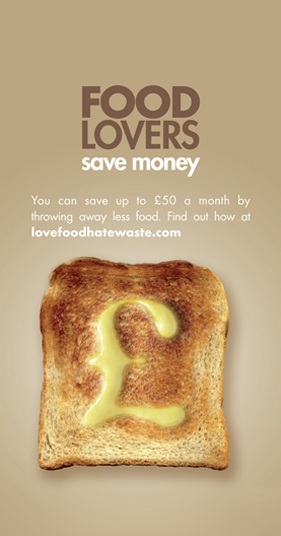 FOOD
LOVERS
save money
You can save up to £50 a month by
throwing away less food. Find out how at
lovefoodhatewaste.com
£